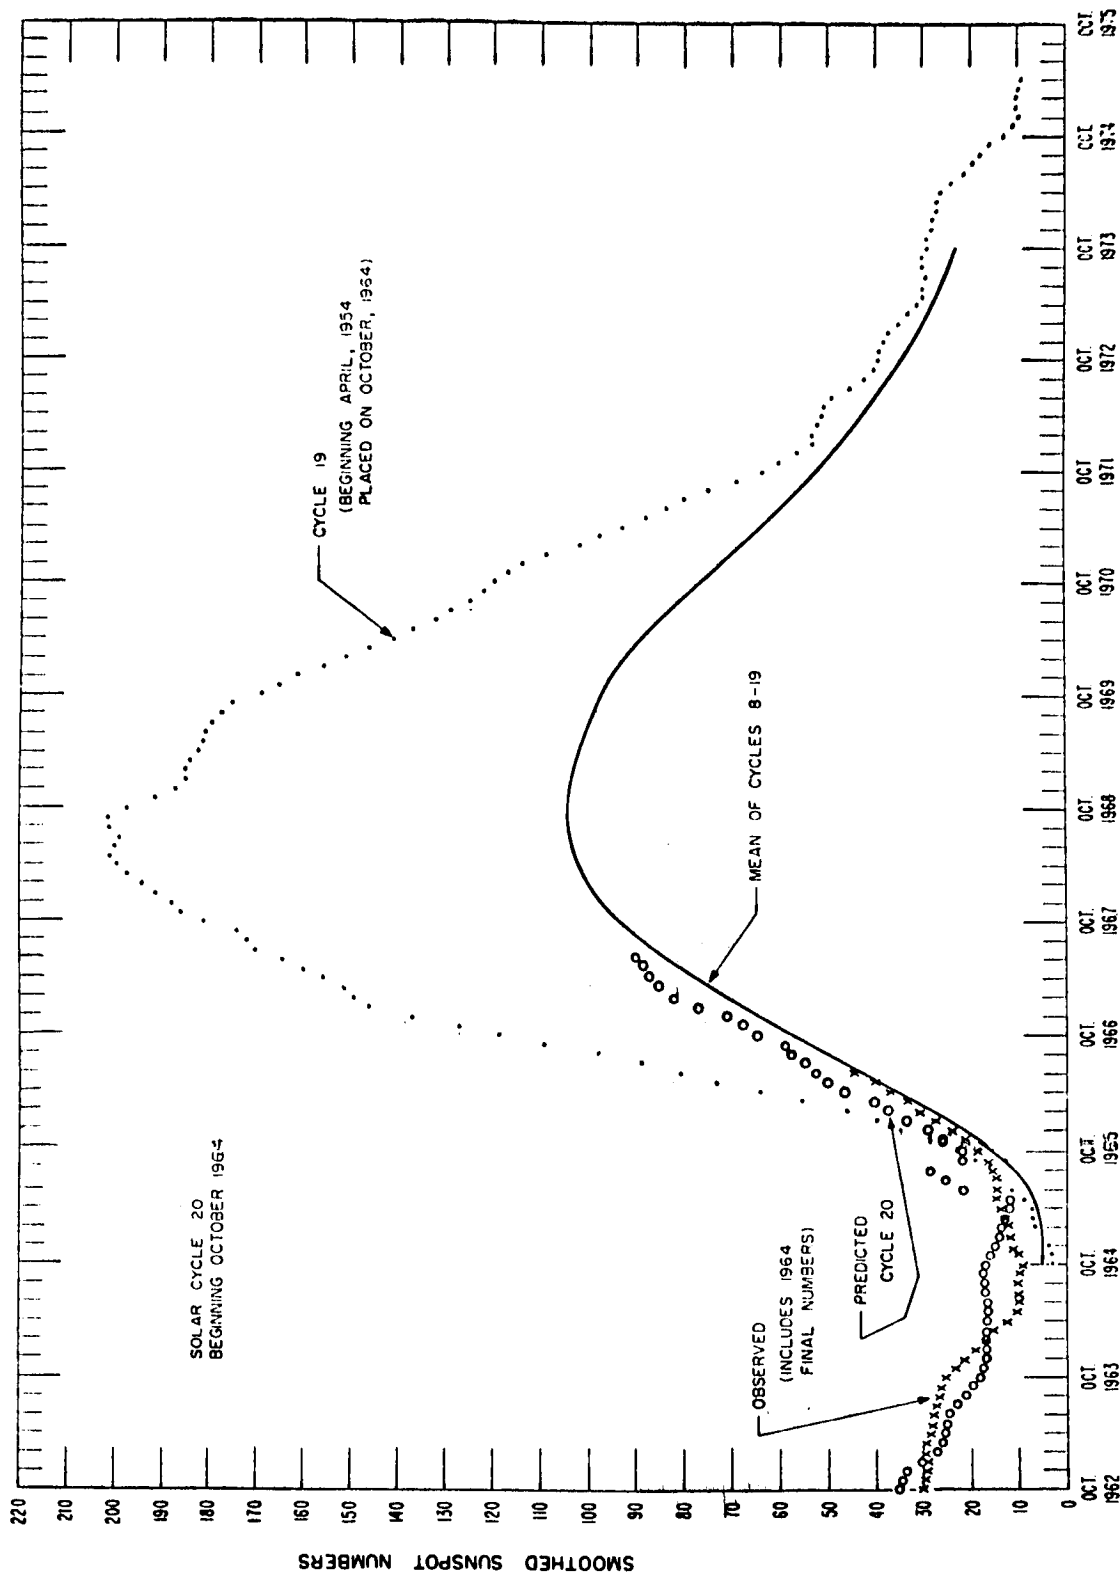 SOLAR CYCLE 20
BEGINNING OCTOBER 1964
CYCLE 19
(BEGINNING APRIL, 1954
PLACED ON OCTOBER, 1964)
MEAN OF CYCLES 8-19
OBSERVED
(INCLUDES 1964
FINAL NUMBERS)
PREDICTED
CYCLE 20
SMOOTHED SUNSPOT NUMBERS
220
210
200
190
180
170
160
150
140
130
120
110
100
90
80
70
60
50
40
30
20
10
0
OCT
1962
OCT.
1963
OCT.
1964
OCT.
1965
OCT.
1966
OCT.
1967
OCT.
1968
OCT.
1969
OCT.
1970
OCT.
1971
OCT.
1972
OCT.
1973
OCT.
1974
OCT.
1975